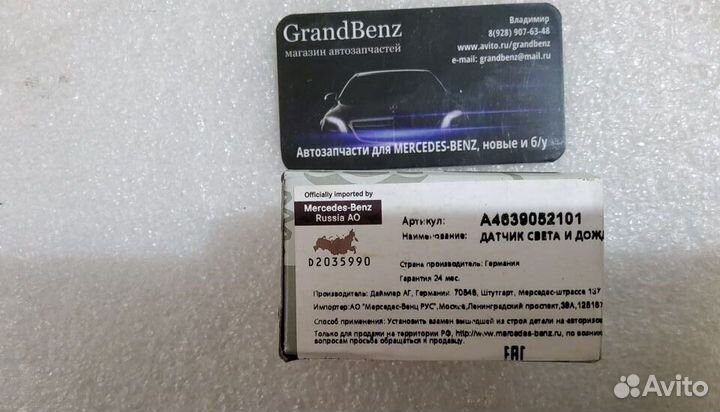 GrandBenz
магазин автозапчастей
Владимир
8(928) 907-63-48
www.avito.ru/grandbenz
e-mail: grandbenz@mail.ru
Автозапчасти для MERCEDES-BENZ, новые и б/у
Officially imported by
Mercedes-Benz
Russia AO
D2035990
Артикул: A4639052101
Наименование: ДАТЧИК СВЕТА И ДОЖД
Страна производитель: Германия
Гарантия 24 мес.
Производитель: Даймлер АГ, Германия 70546, Штутгарт, Мерседес-штрассе 137
Импортер:АО "Мерседес-Бенц РУС", Москва,Ленинградский проспект,39А,125167
Способ применения: Установить взамен вышедшей из строя детали на авторизов
Только для продажи на территории РФ, http://www.mercedes-benz.ru, по возник
вопросам просьба обращаться к продавцу.
EAC
Avito